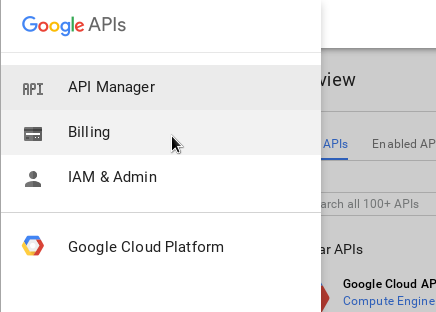 Google APIs
API API Manager
Billing
IAM & Admin
Google Cloud Platform
view
APIs Enabled AP
arch all 100+ APIs
ar APIs
Google Cloud AP
Compute Engine